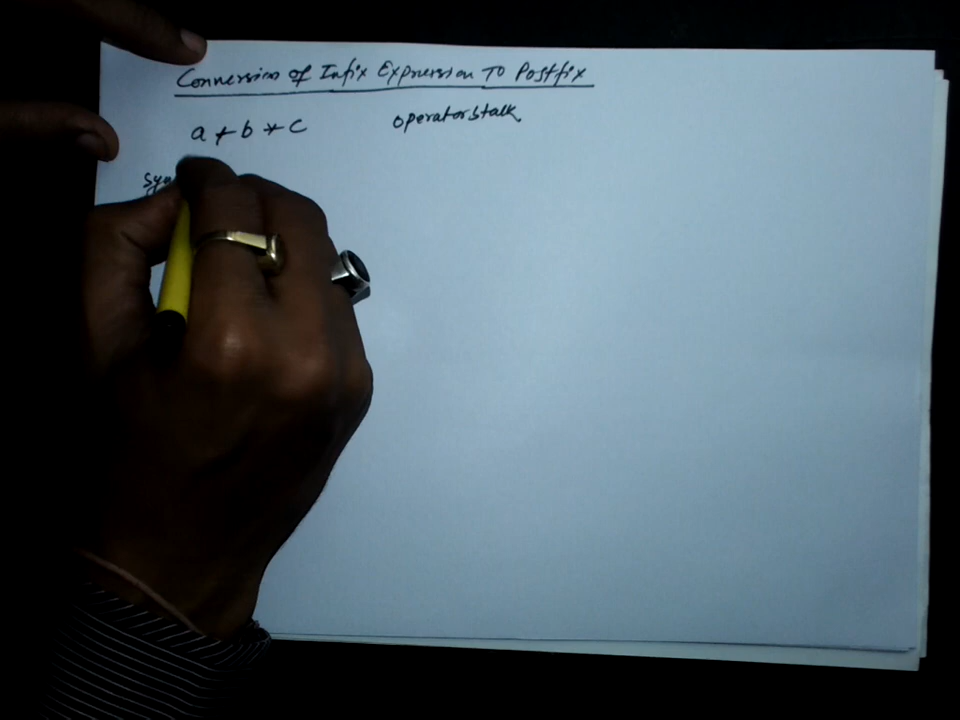 Conversion of Infix Expression To Postfix
a + b * c operatorstack